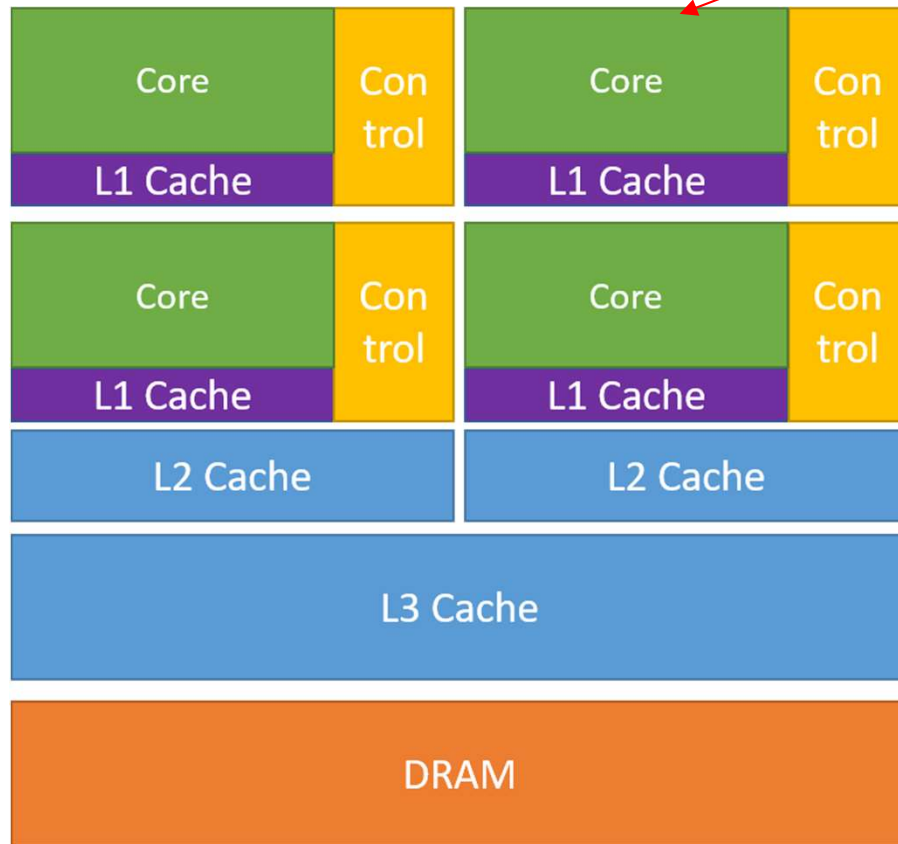 Core
Con
trol
L1 Cache
Core
Con
trol
L1 Cache
Core
Con
trol
L1 Cache
Core
Con
trol
L1 Cache
L2 Cache
L2 Cache
L3 Cache
DRAM